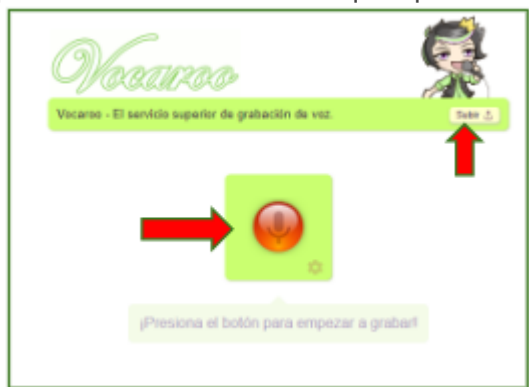 Vocaroo
Vocaroo - El servicio superior de grabación de voz.
Subir
¡Presiona el botón para empezar a grabar!